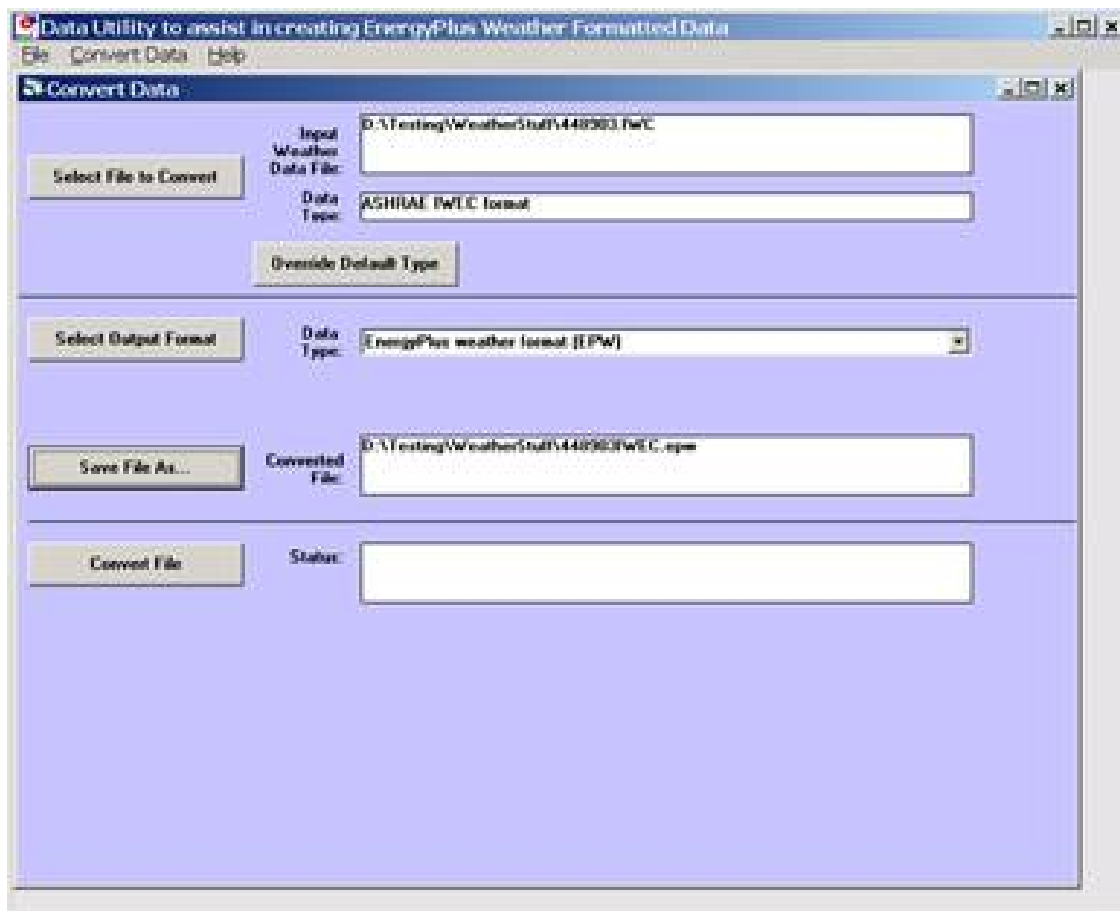 Data Utility to assist in creating EnergyPlus Weather Formatted Data
File Convert Data Help
Convert Data
Select File to Convert
Input
Weather
Data File:
D:\Testing\WeatherStuff\448983.IWC
Data
Type:
ASHRAE IWEC format
Override Default Type
Select Output Format
Data
Type:
EnergyPlus weather format (EPW)
Save File As...
Converted
File:
D:\Testing\WeatherStuff\448983IWEC.epw
Convert File
Status: